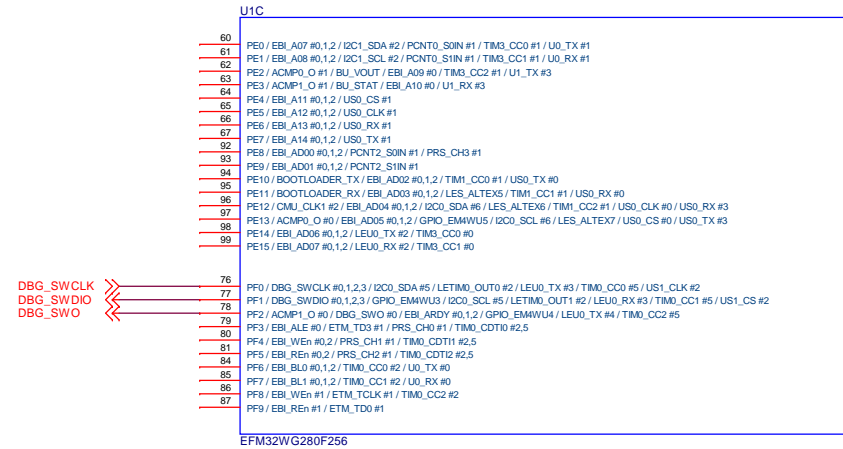 U1C
60 PE0 / EBI_A07 #0,1,2 / I2C1_SDA #2 / PCNT0_S0IN #1 / TIM3_CC0 #1 / U0_TX #1
61 PE1 / EBI_A08 #0,1,2 / I2C1_SCL #2 / PCNT0_S1IN #1 / TIM3_CC1 #1 / U0_RX #1
62 PE2 / ACMP0_O #1 / BU_VOUT / EBI_A09 #0 / TIM3_CC2 #1 / U1_TX #3
63 PE3 / ACMP1_O #1 / BU_STAT / EBI_A10 #0 / U1_RX #3
64 PE4 / EBI_A11 #0,1,2 / US0_CS #1
65 PE5 / EBI_A12 #0,1,2 / US0_CLK #1
66 PE6 / EBI_A13 #0,1,2 / US0_RX #1
67 PE7 / EBI_A14 #0,1,2 / US0_TX #1
92 PE8 / EBI_AD00 #0,1,2 / PCNT2_S0IN #1 / PRS_CH3 #1
93 PE9 / EBI_AD01 #0,1,2 / PCNT2_S1IN #1
94 PE10 / BOOTLOADER_TX / EBI_AD02 #0,1,2 / TIM1_CC0 #1 / US0_TX #0
95 PE11 / BOOTLOADER_RX / EBI_AD03 #0,1,2 / LES_ALTEX5 / TIM1_CC1 #1 / US0_RX #0
96 PE12 / CMU_CLK1 #2 / EBI_AD04 #0,1,2 / I2C0_SDA #6 / LES_ALTEX6 / TIM1_CC2 #1 / US0_CLK #0 / US0_RX #3
97 PE13 / ACMP0_O #0 / EBI_AD05 #0,1,2 / GPIO_EM4WU5 / I2C0_SCL #6 / LES_ALTEX7 / US0_CS #0 / US0_TX #3
98 PE14 / EBI_AD06 #0,1,2 / LEU0_TX #2 / TIM3_CC0 #0
99 PE15 / EBI_AD07 #0,1,2 / LEU0_RX #2 / TIM3_CC1 #0
DBG_SWCLK 76 PF0 / DBG_SWCLK #0,1,2,3 / I2C0_SDA #5 / LETIM0_OUT0 #2 / LEU0_TX #3 / TIM0_CC0 #5 / US1_CLK #2
DBG_SWDIO 77 PF1 / DBG_SWDIO #0,1,2,3 / GPIO_EM4WU3 / I2C0_SCL #5 / LETIM0_OUT1 #2 / LEU0_RX #3 / TIM0_CC1 #5 / US1_CS #2
DBG_SWO 78 PF2 / ACMP1_O #0 / DBG_SWO #0 / EBI_ARDY #0,1,2 / GPIO_EM4WU4 / LEU0_TX #4 / TIM0_CC2 #5
79 PF3 / EBI_ALE #0 / ETM_TD3 #1 / PRS_CH0 #1 / TIM0_CDTI0 #2,5
80 PF4 / EBI_WEn #0,2 / PRS_CH1 #1 / TIM0_CDTI1 #2,5
81 PF5 / EBI_REn #0,2 / PRS_CH2 #1 / TIM0_CDTI2 #2,5
84 PF6 / EBI_BL0 #0,1,2 / TIM0_CC0 #2 / U0_TX #0
85 PF7 / EBI_BL1 #0,1,2 / TIM0_CC1 #2 / U0_RX #0
86 PF8 / EBI_WEn #1 / ETM_TCLK #1 / TIM0_CC2 #2
87 PF9 / EBI_REn #1 / ETM_TD0 #1
EFM32WG280F256